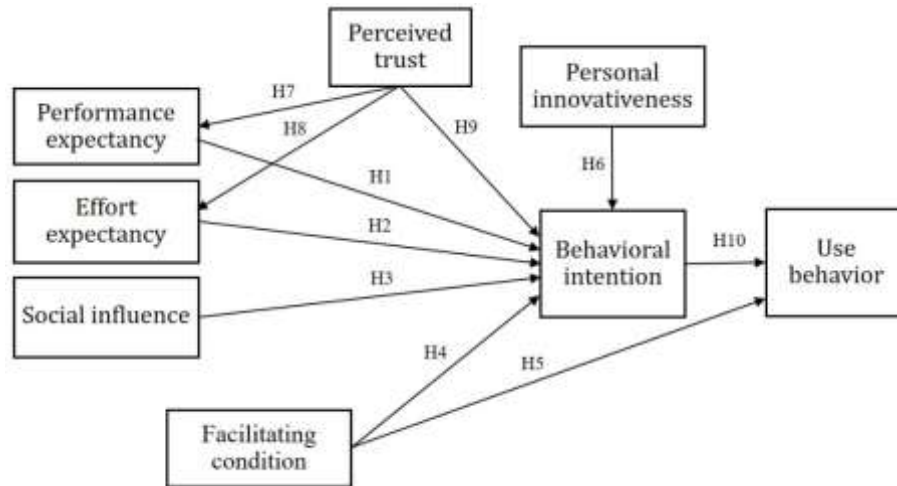 Perceived
trust
Personal
innovativeness
H7
Performance
expectancy
H8
H9
H6
H1
Effort
expectancy
H2
Behavioral
intention
H10
Use
behavior
H3
Social influence
H4
H5
Facilitating
condition